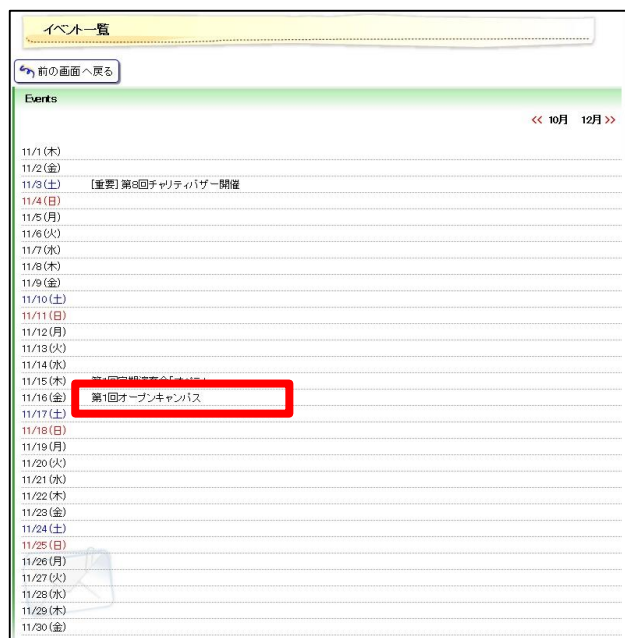 イベント一覧
前の画面へ戻る
Events
<< 10月 12月 >>
11/1(木)
11/2(金)
11/3(土) [重要]第8回チャリティバザー開催
11/4(日)
11/5(月)
11/6(火)
11/7(水)
11/8(木)
11/9(金)
11/10(土)
11/11(日)
11/12(月)
11/13(火)
11/14(水)
11/15(木)
11/16(金) 第1回オープンキャンパス
11/17(土)
11/18(日)
11/19(月)
11/20(火)
11/21(水)
11/22(木)
11/23(金)
11/24(土)
11/25(日)
11/26(月)
11/27(火)
11/28(水)
11/29(木)
11/30(金)